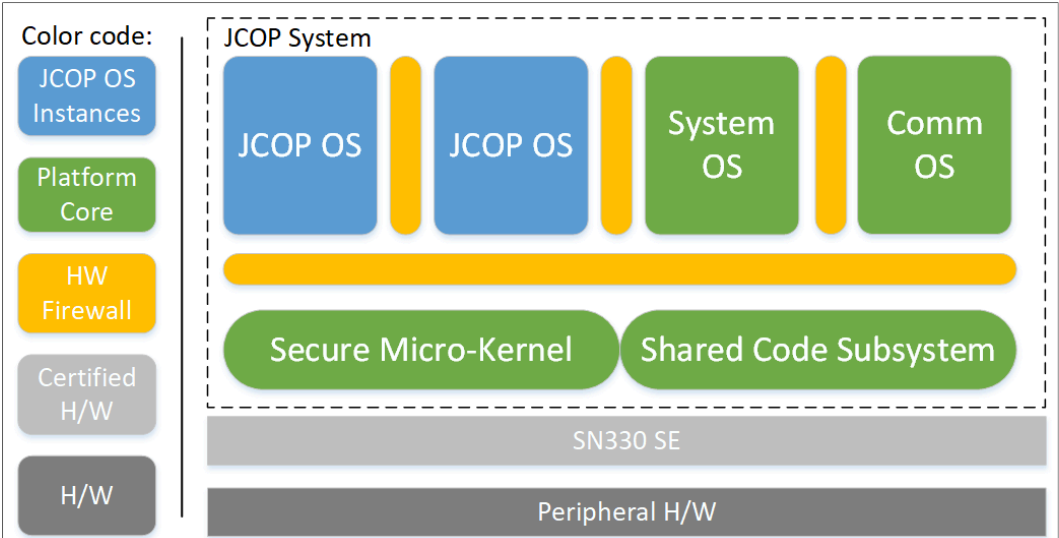 Color code:
JCOP OS
Instances
Platform
Core
HW
Firewall
Certified
H/W
H/W
JCOP System
JCOP OS
JCOP OS
System
OS
Comm
OS
Secure Micro-Kernel
Shared Code Subsystem
SN330 SE
Peripheral H/W